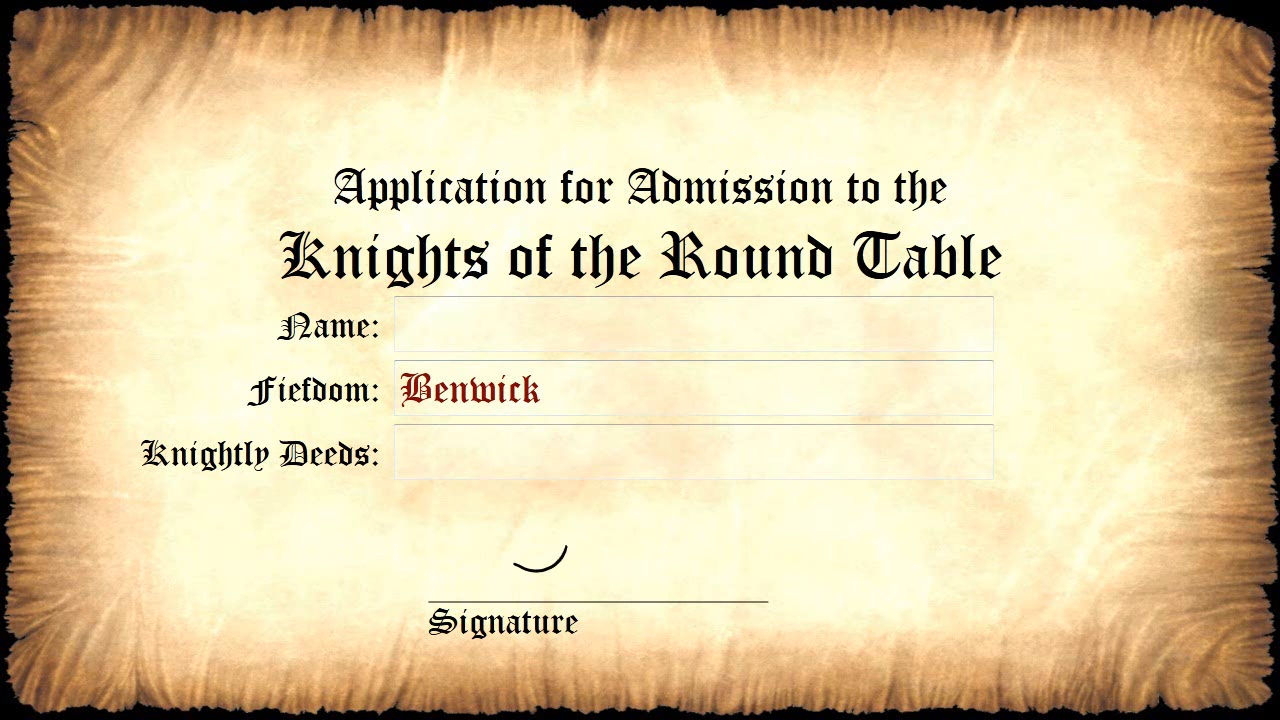 Application for Admission to the
Knights of the Round Table
Name:
Fiefdom: Benwick
Knightly Deeds:
Signature